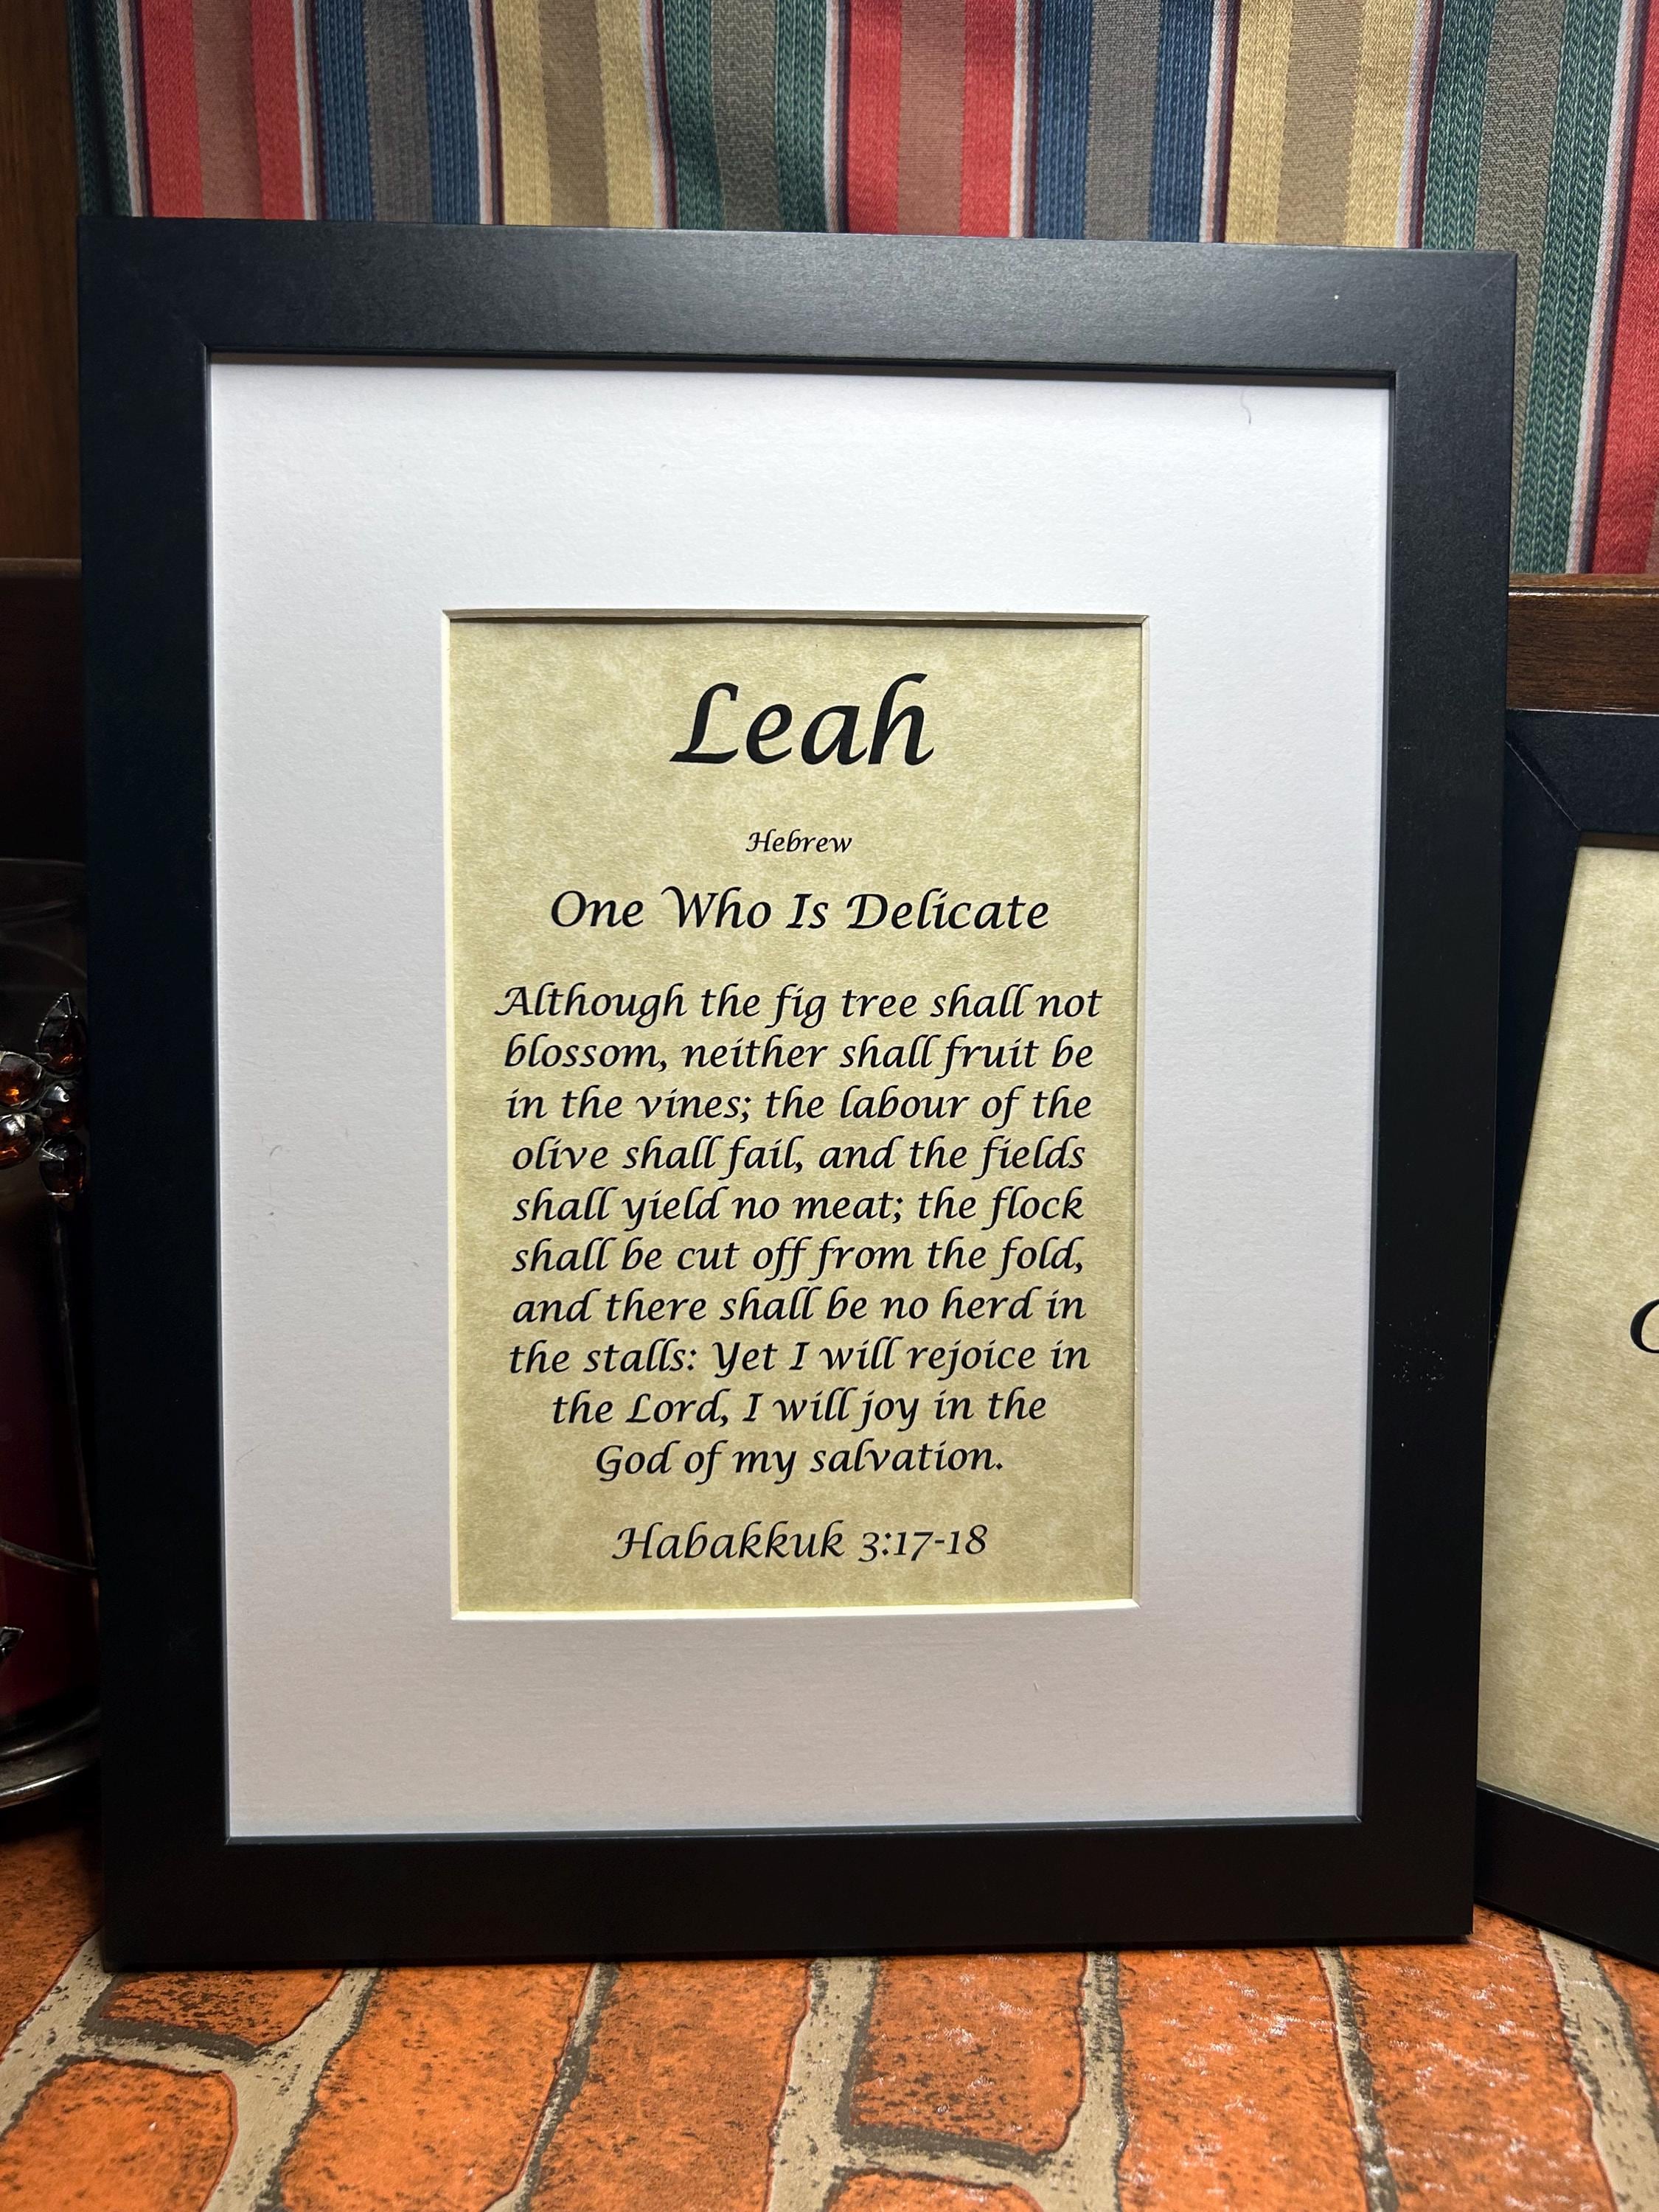 Leah
Hebrew
One Who Is Delicate
Although the fig tree shall not
blossom, neither shall fruit be
in the vines; the labour of the
olive shall fail, and the fields
shall yield no meat; the flock
shall be cut off from the fold,
and there shall be no herd in
the stalls: Yet I will rejoice in
the Lord, I will joy in the
God of my salvation.
Habakkuk 3:17-18